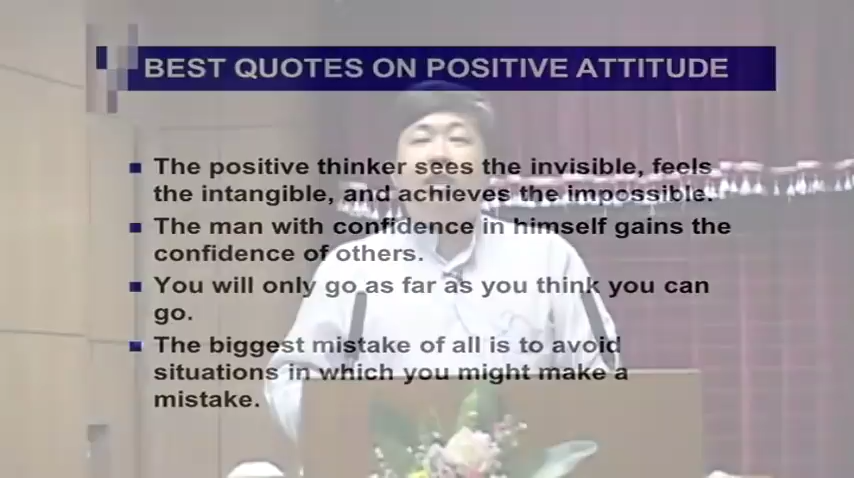 BEST QUOTES ON POSITIVE ATTITUDE
The positive thinker sees the invisible, feels
the intangible, and achieves the impossible.
The man with confidence in himself gains the
confidence of others.
You will only go as far as you think you can
go.
The biggest mistake of all is to avoid
situations in which you might make a
mistake.